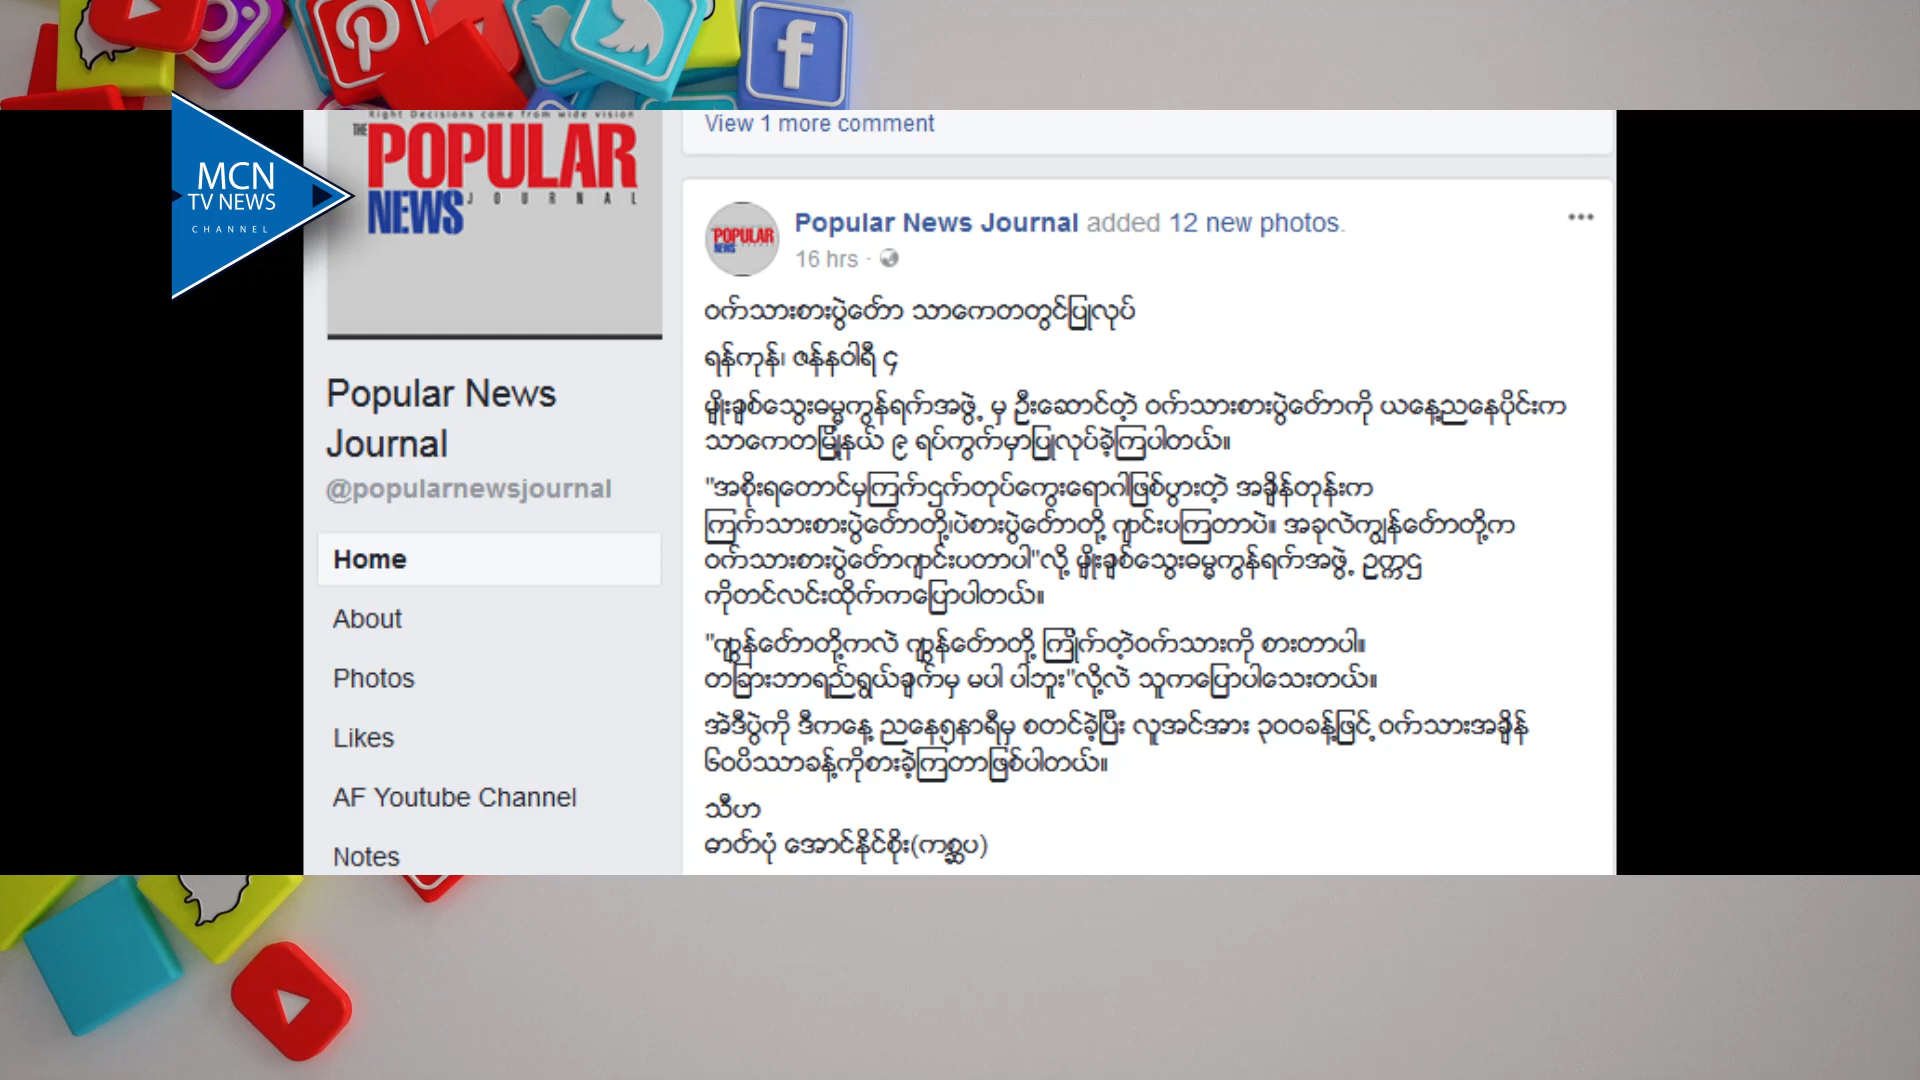 Right Decisions come from wide vision
THE POPULAR
NEWS JOURNAL
MCN
TV NEWS
CHANNEL
Popular News
Journal
@popularnewsjournal
Home
About
Photos
Likes
AF Youtube Channel
Notes
View 1 more comment
POPULAR
NEWS
Popular News Journal added 12 new photos.
16 hrs ·
ဝက်သားစားပွဲတော် သာကေတတွင်ပြုလုပ်
ရန်ကုန်၊ ဇန်နဝါရီ ၄
မျိုးချစ်သွေးဓမ္မကွန်ရက်အဖွဲ့ မှ ဦးဆောင်တဲ့ ဝက်သားစားပွဲတော်ကို ယနေ့ညနေပိုင်းက
သာကေတမြို့နယ် ၉ ရပ်ကွက်မှာပြုလုပ်ခဲ့ကြပါတယ်။
"အစိုးရတောင်မှကြက်ဌက်တုပ်ကွေးရောဂါဖြစ်ပွားတဲ့ အချိန်တုန်းက
ကြက်သားစားပွဲတော်တို့၊ပဲစားပွဲတော်တို့ ကျင်းပကြတာပဲ။ အခုလဲကျွန်တော်တို့က
ဝက်သားစားပွဲတော်ကျင်းပတာပါ"လို့ မျိုးချစ်သွေးဓမ္မကွန်ရက်အဖွဲ့ ဥက္ကဌ
ကိုတင်လင်းထိုက်ကပြောပါတယ်။
"ကျွန်တော်တို့ကလဲ ကျွန်တော်တို့ ကြိုက်တဲ့ဝက်သားကို စားတာပါ။
တခြားဘာရည်ရွယ်ချက်မှ မပါ ပါဘူး"လို့လဲ သူကပြောပါသေးတယ်။
အဲဒီပွဲကို ဒီကနေ့ ညနေ၅နာရီမှ စတင်ခဲ့ပြီး လူအင်အား ၃၀၀ခန့်ဖြင့် ဝက်သားအချိန်
၆၀ပိဿာခန့်ကိုစားခဲ့ကြတာဖြစ်ပါတယ်။
သီဟ
ဓာတ်ပုံ အောင်နိုင်စိုး(ကစ္ဆပ)